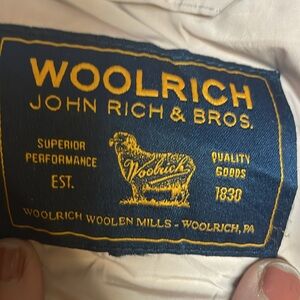 WOOLRICH
JOHN RICH & BROS.
SUPERIOR
PERFORMANCE
EST.
Woolrich
QUALITY
GOODS
1830
WOOLRICH WOOLEN MILLS - WOOLRICH, PA